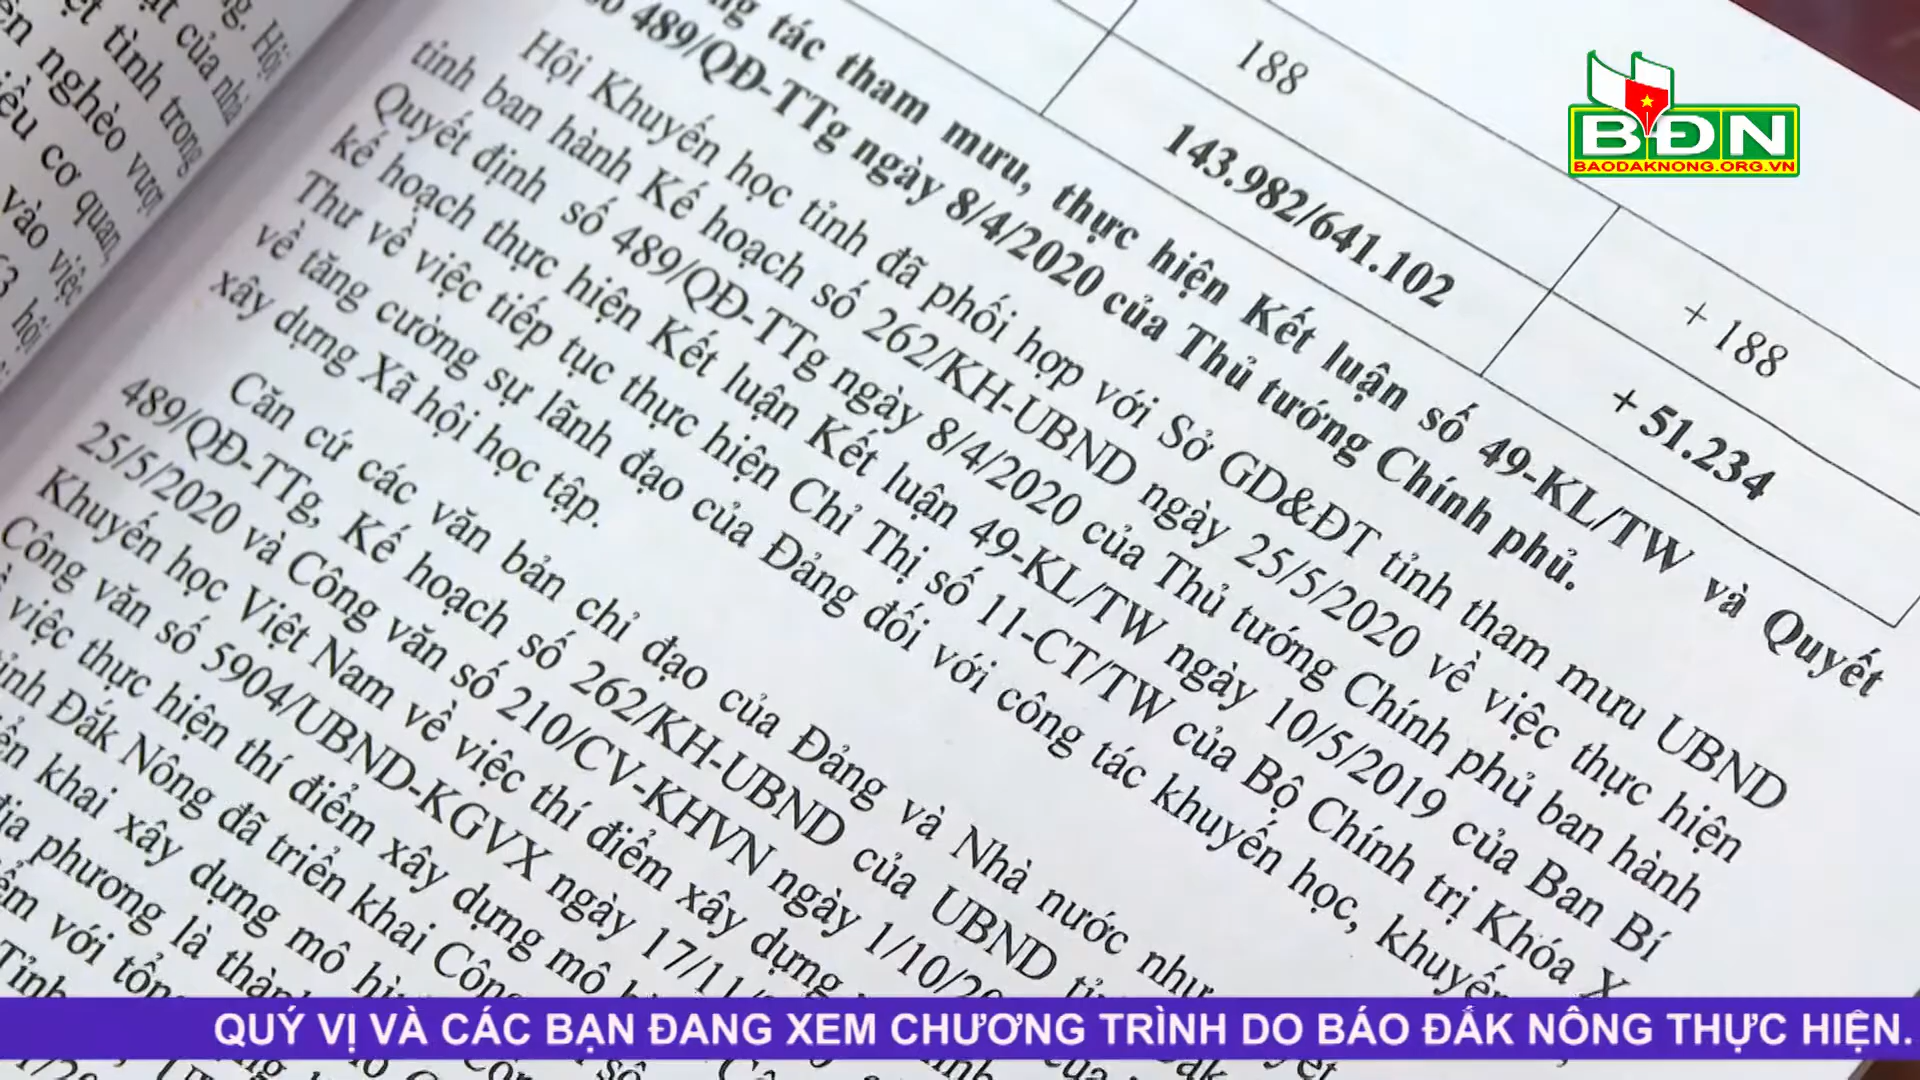 188
+ 188
143.982/641.102
+ 51.234
tác tham mưu, thực hiện Kết luận số 49-KL/TW và Quyết
489/QĐ-TTg ngày 8/4/2020 của Thủ tướng Chính phủ.
Hội Khuyến học tỉnh đã phối hợp với Sở GD&ĐT tỉnh tham mưu UBND
tỉnh ban hành Kế hoạch số 262/KH-UBND ngày 25/5/2020 về việc thực hiện
Quyết định số 489/QĐ-TTg ngày 8/4/2020 của Thủ tướng Chính phủ ban hành
kế hoạch thực hiện Kết luận Kết luận 49-KL/TW ngày 10/5/2019 của Ban Bí
Thư về việc tiếp tục thực hiện Chỉ Thị số 11-CT/TW của Bộ Chính trị Khóa X
về tăng cường sự lãnh đạo của Đảng đối với công tác khuyến học, khuyến
xây dựng Xã hội học tập.
Căn cứ các văn bản chỉ đạo của Đảng và Nhà nước như
489/QĐ-TTg, Kế hoạch số 262/KH-UBND của UBND
25/5/2020 và Công văn số 210/CV-KHVN ngày 1/10/20
Khuyến học Việt Nam về việc thí điểm xây dựng
Công văn số 5904/UBND-KGVX ngày 17/11
việc thực hiện thí điểm xây dựng mô
Đắk Nông đã triển khai
khai xây dựng mô
phương là
với
BĐN
BAODAKNONG.ORG.VN
QUÝ VỊ VÀ CÁC BẠN ĐANG XEM CHƯƠNG TRÌNH DO BÁO ĐẮK NÔNG THỰC HIỆN.